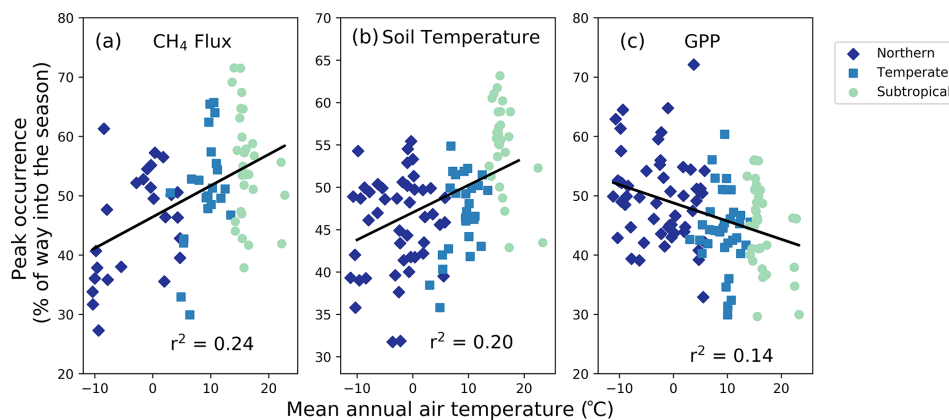 Peak occurrence
(% of way into the season)
(a) CH₄ Flux
80
70
60
50
40
30
20
−10 0 10 20
r² = 0.24
(b) Soil Temperature
70
65
60
55
50
45
40
35
30
−10 0 10 20
r² = 0.20
(c) GPP
80
70
60
50
40
30
20
−10 0 10 20
r² = 0.14
Mean annual air temperature (°C)
Northern
Temperate
Subtropical